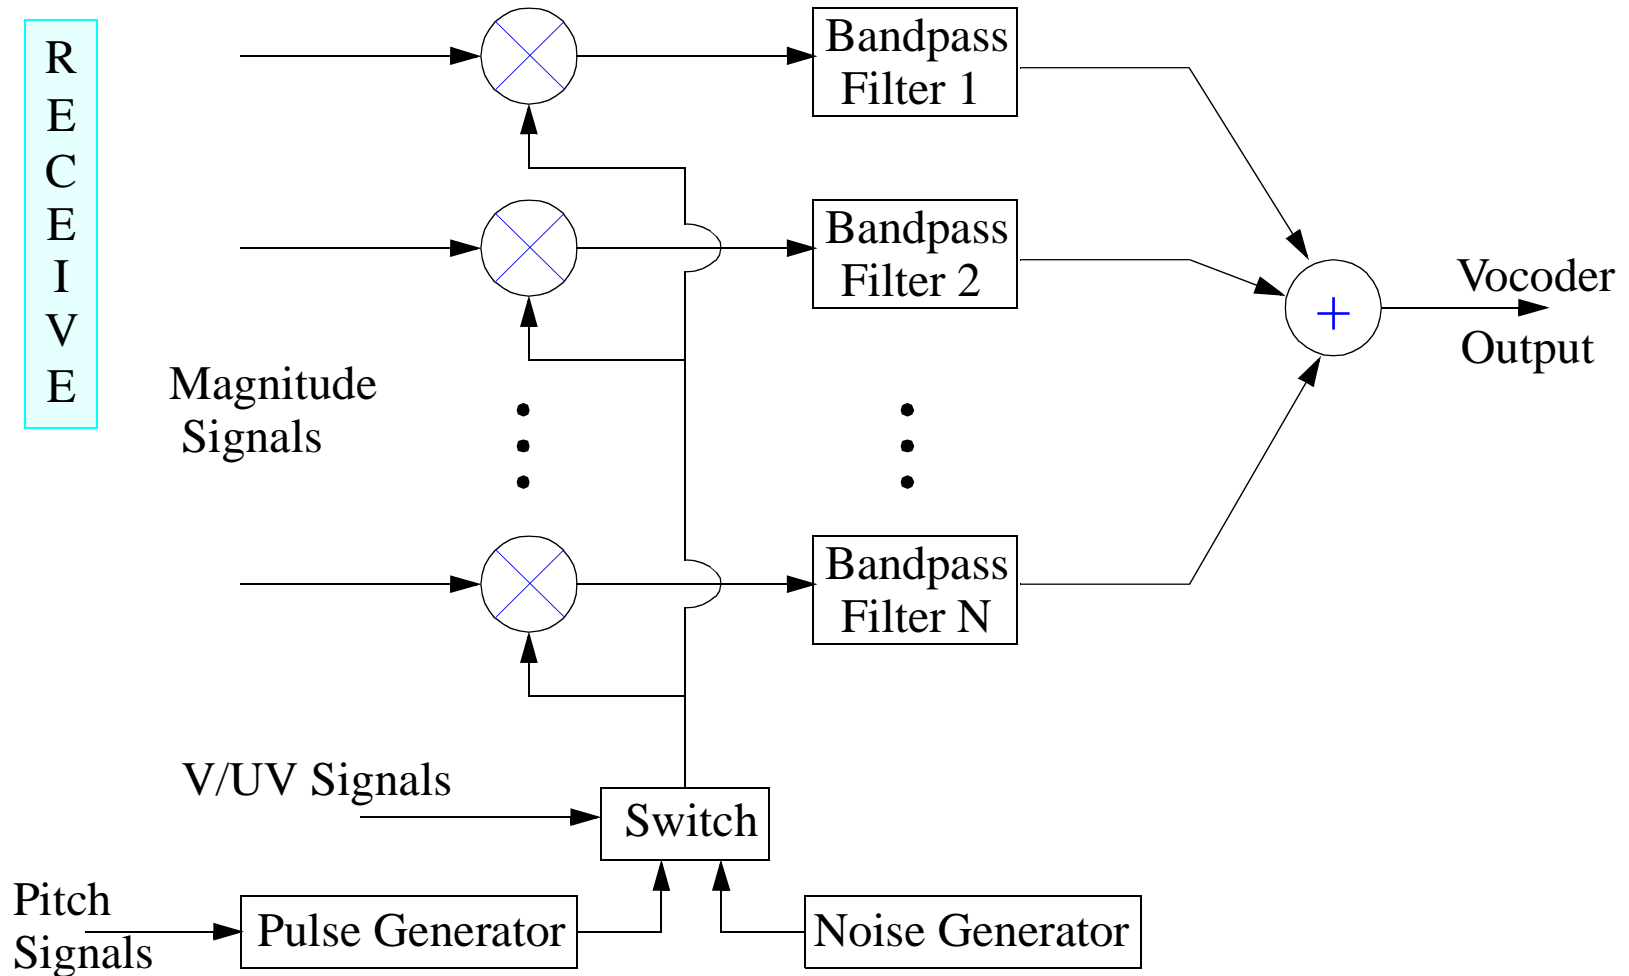 RECEIVE
Bandpass
Filter 1
Bandpass
Filter 2
Vocoder
Output
+
Magnitude
Signals
Bandpass
Filter N
V/UV Signals
Switch
Pitch
Signals
Pulse Generator
Noise Generator